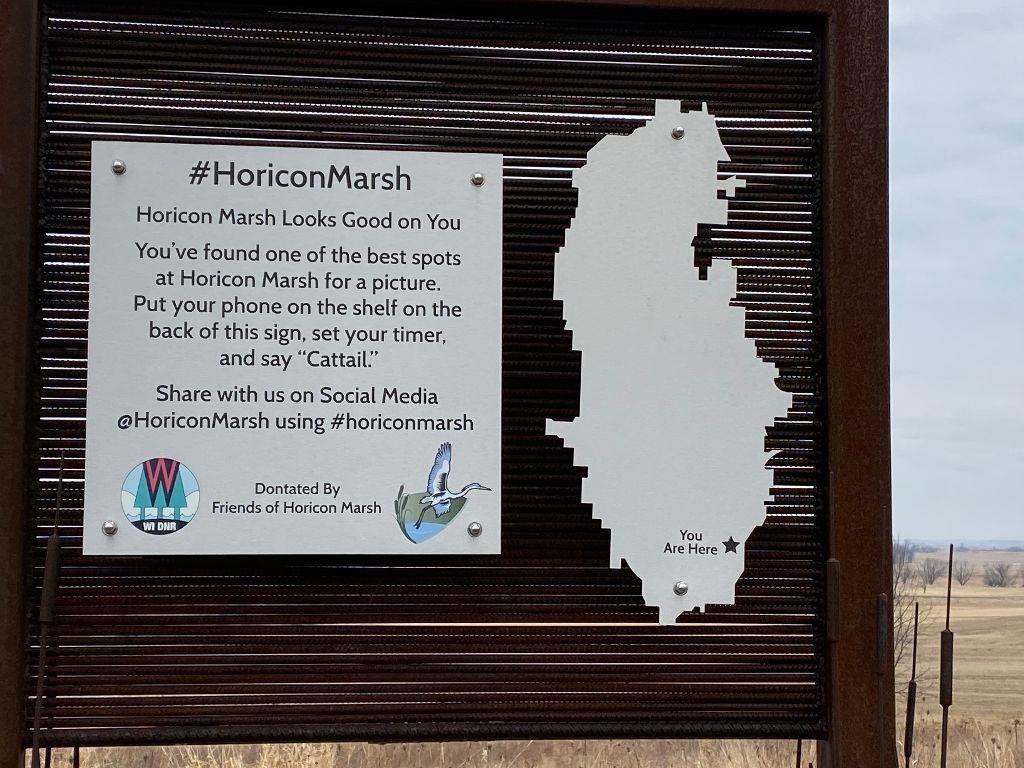 #HoriconMarsh
Horicon Marsh Looks Good on You
You've found one of the best spots
at Horicon Marsh for a picture.
Put your phone on the shelf on the
back of this sign, set your timer,
and say “Cattail.”
Share with us on Social Media
@HoriconMarsh using #horiconmarsh
W
WI DNR
Dontated By
Friends of Horicon Marsh
You
Are Here